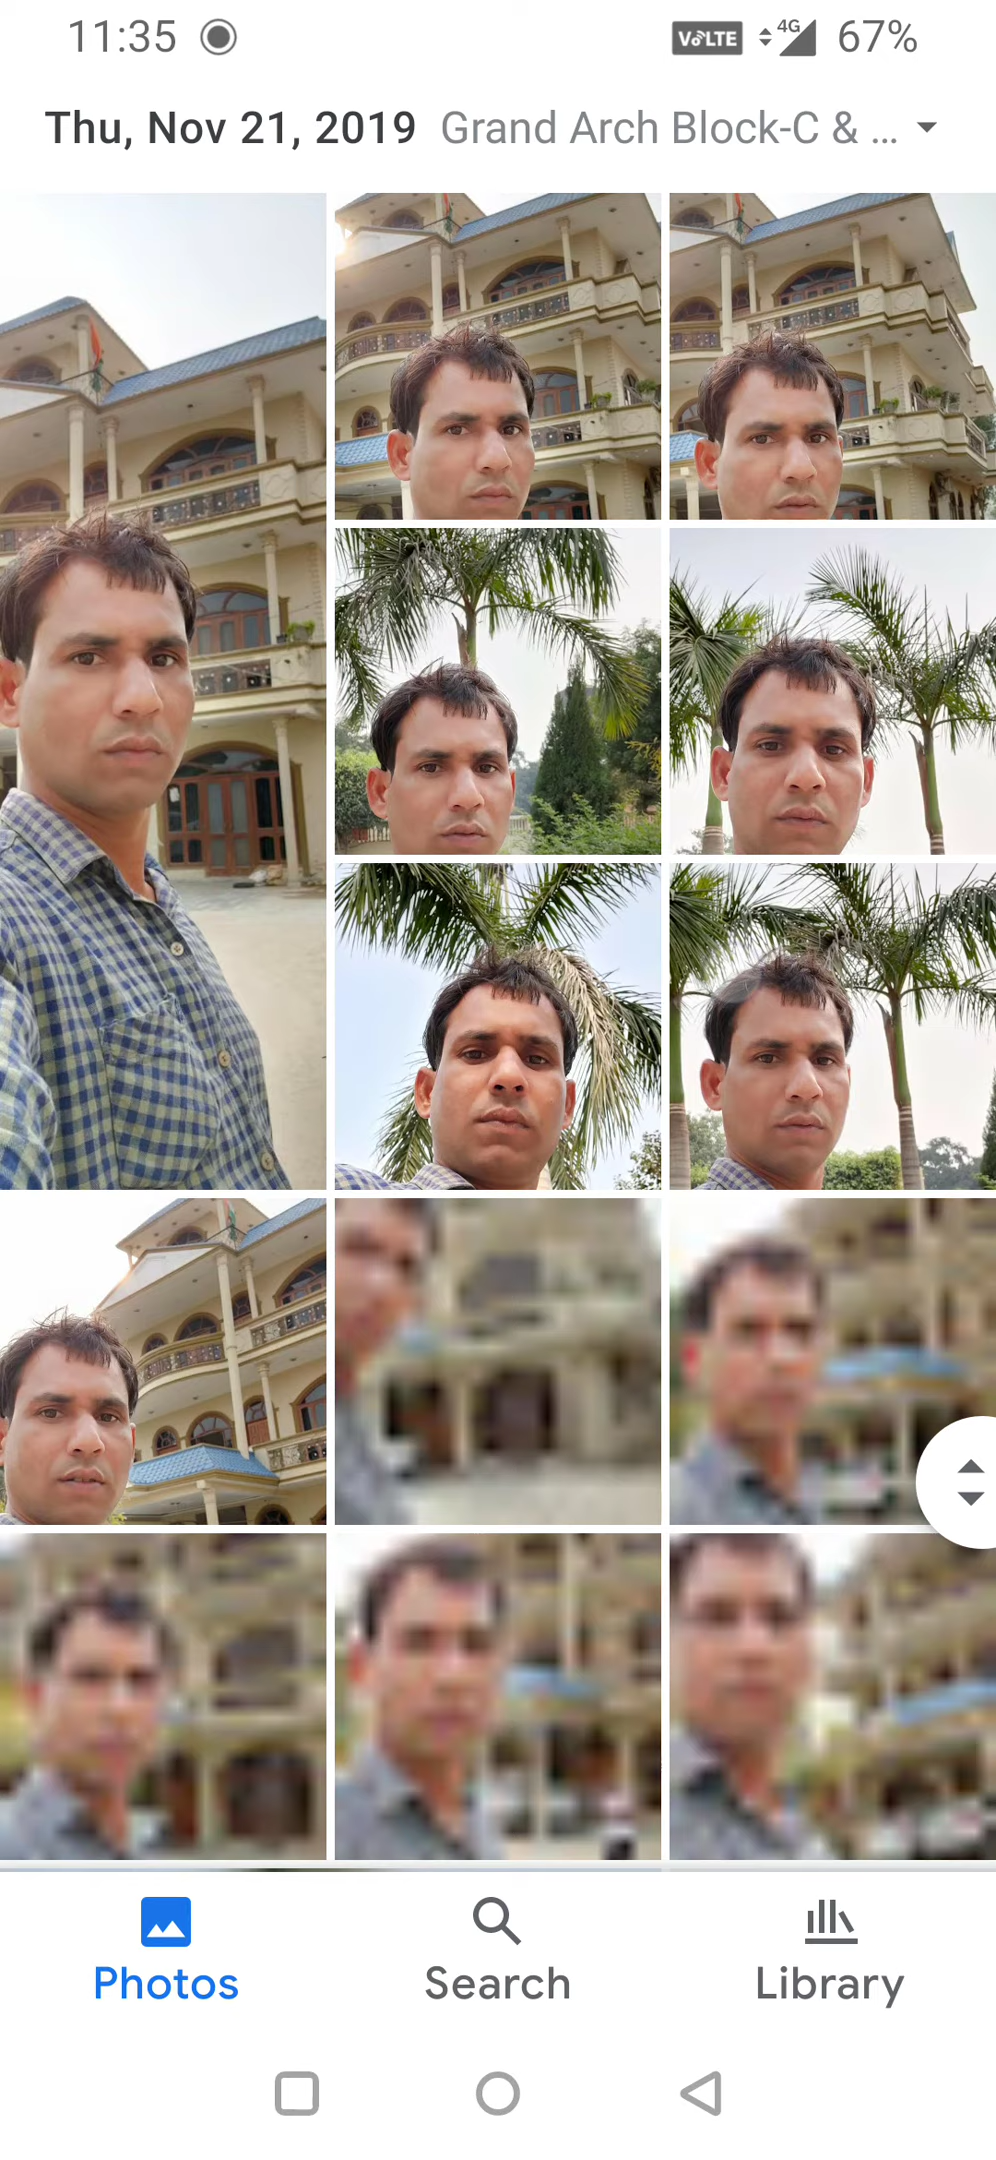 11:35 VoLTE 4G 67%
Thu, Nov 21, 2019 Grand Arch Block-C & ...
Photos Search Library